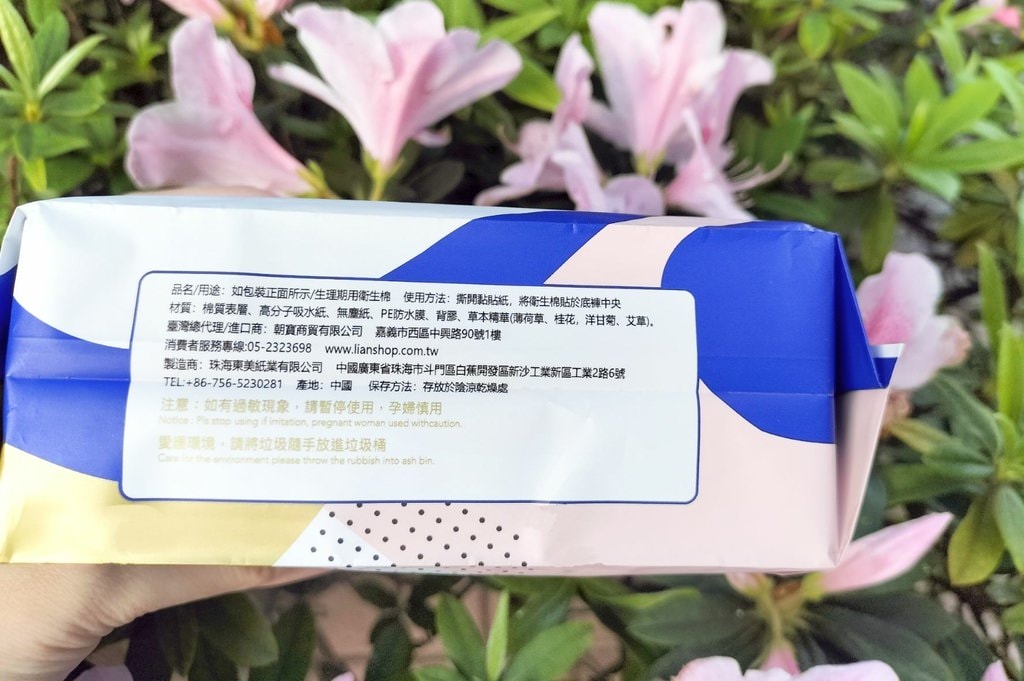 品名/用途：如包裝正面所示/生理期用衛生棉　使用方法：撕開黏貼紙，將衛生棉貼於底褲中央
材質：棉質表層、高分子吸水紙、無塵紙、PE防水膜、背膠、草本精華(薄荷草、桂花，洋甘菊、艾草)。
臺灣總代理/進口商：朝寶商貿有限公司　嘉義市西區中興路90號1樓
消費者服務專線:05-2323698　www.lianshop.com.tw
製造商：珠海東美紙業有限公司　中國廣東省珠海市斗門區白蕉開發區新沙工業新區工業2路6號
TEL:+86-756-5230281　產地：中國　保存方法：存放於陰涼乾燥處
注意：如有過敏現象，請暫停使用，孕婦慎用
Notice : Pls stop using if irritation, pregnant woman used withcaution.
愛護環境，請將垃圾隨手放進垃圾桶
Care for the environment please throw the rubbish into ash bin.